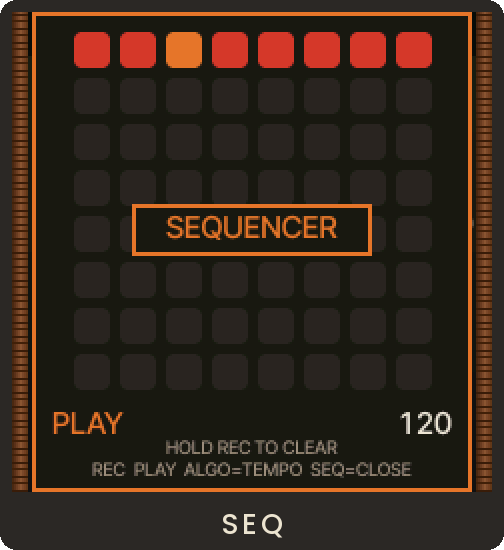 SEQUENCER
PLAY 120
HOLD REC TO CLEAR
REC PLAY ALGO=TEMPO SEQ=CLOSE
SEQ